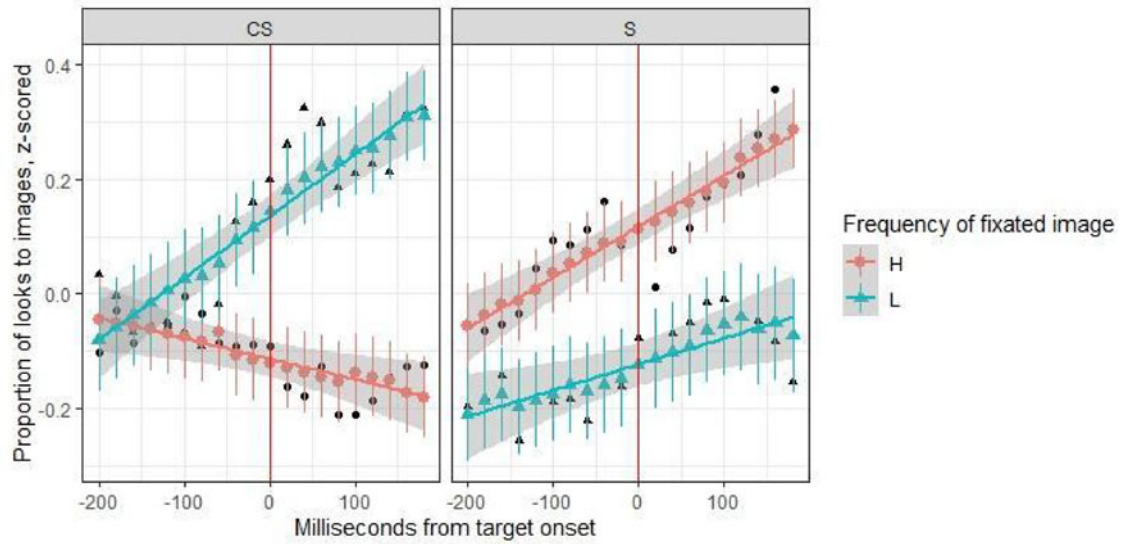 CS
S
Proportion of looks to images, z-scored
0.4
0.2
0.0
-0.2
-200
-100
0
100
-200
-100
0
100
Milliseconds from target onset
Frequency of fixated image
H
L